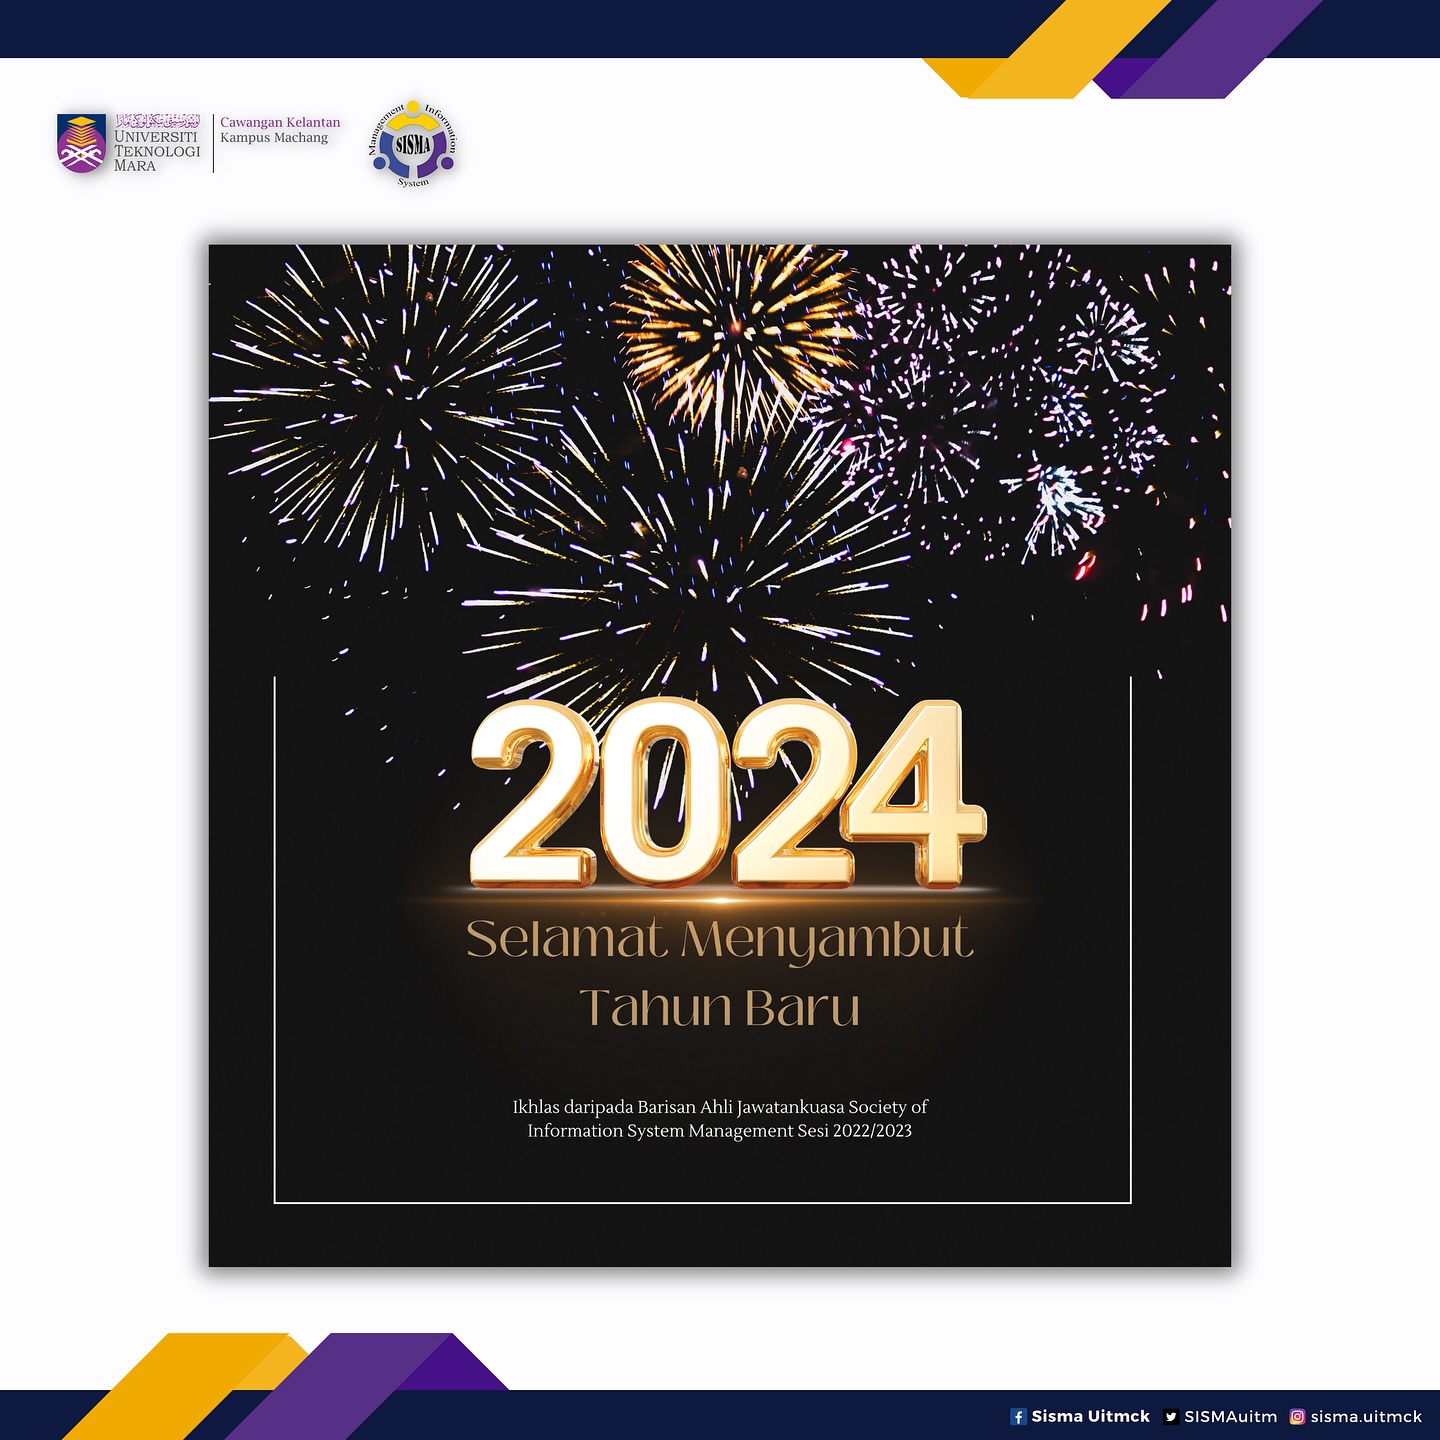 UNIVERSITI
TEKNOLOGI
MARA
Cawangan Kelantan
Kampus Machang
Management Information
System
SISMA
2024
Selamat Menyambut
Tahun Baru
Ikhlas daripada Barisan Ahli Jawatankuasa Society of
Information System Management Sesi 2022/2023
Sisma Uitmck SISMAuitm sisma.uitmck